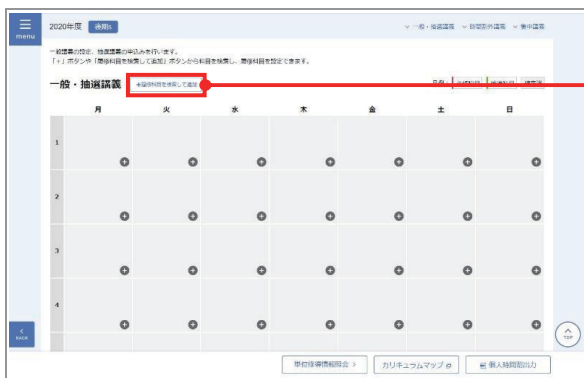 menu
2020年度 通期s
一般・抽選講義 時間割外講義 集中講義
一般講義の設定、抽選講義の申込みを行います。
「+」ボタンや「履修科目を検索して追加」ボタンから科目を検索し、履修科目を設定できます。
一般・抽選講義 +履修科目を検索して追加
月 火 水 木 金 土 日
1
2
3
4
BACK
TOP
単位修得情報照会 >
カリキュラムマップ
個人時間割出力